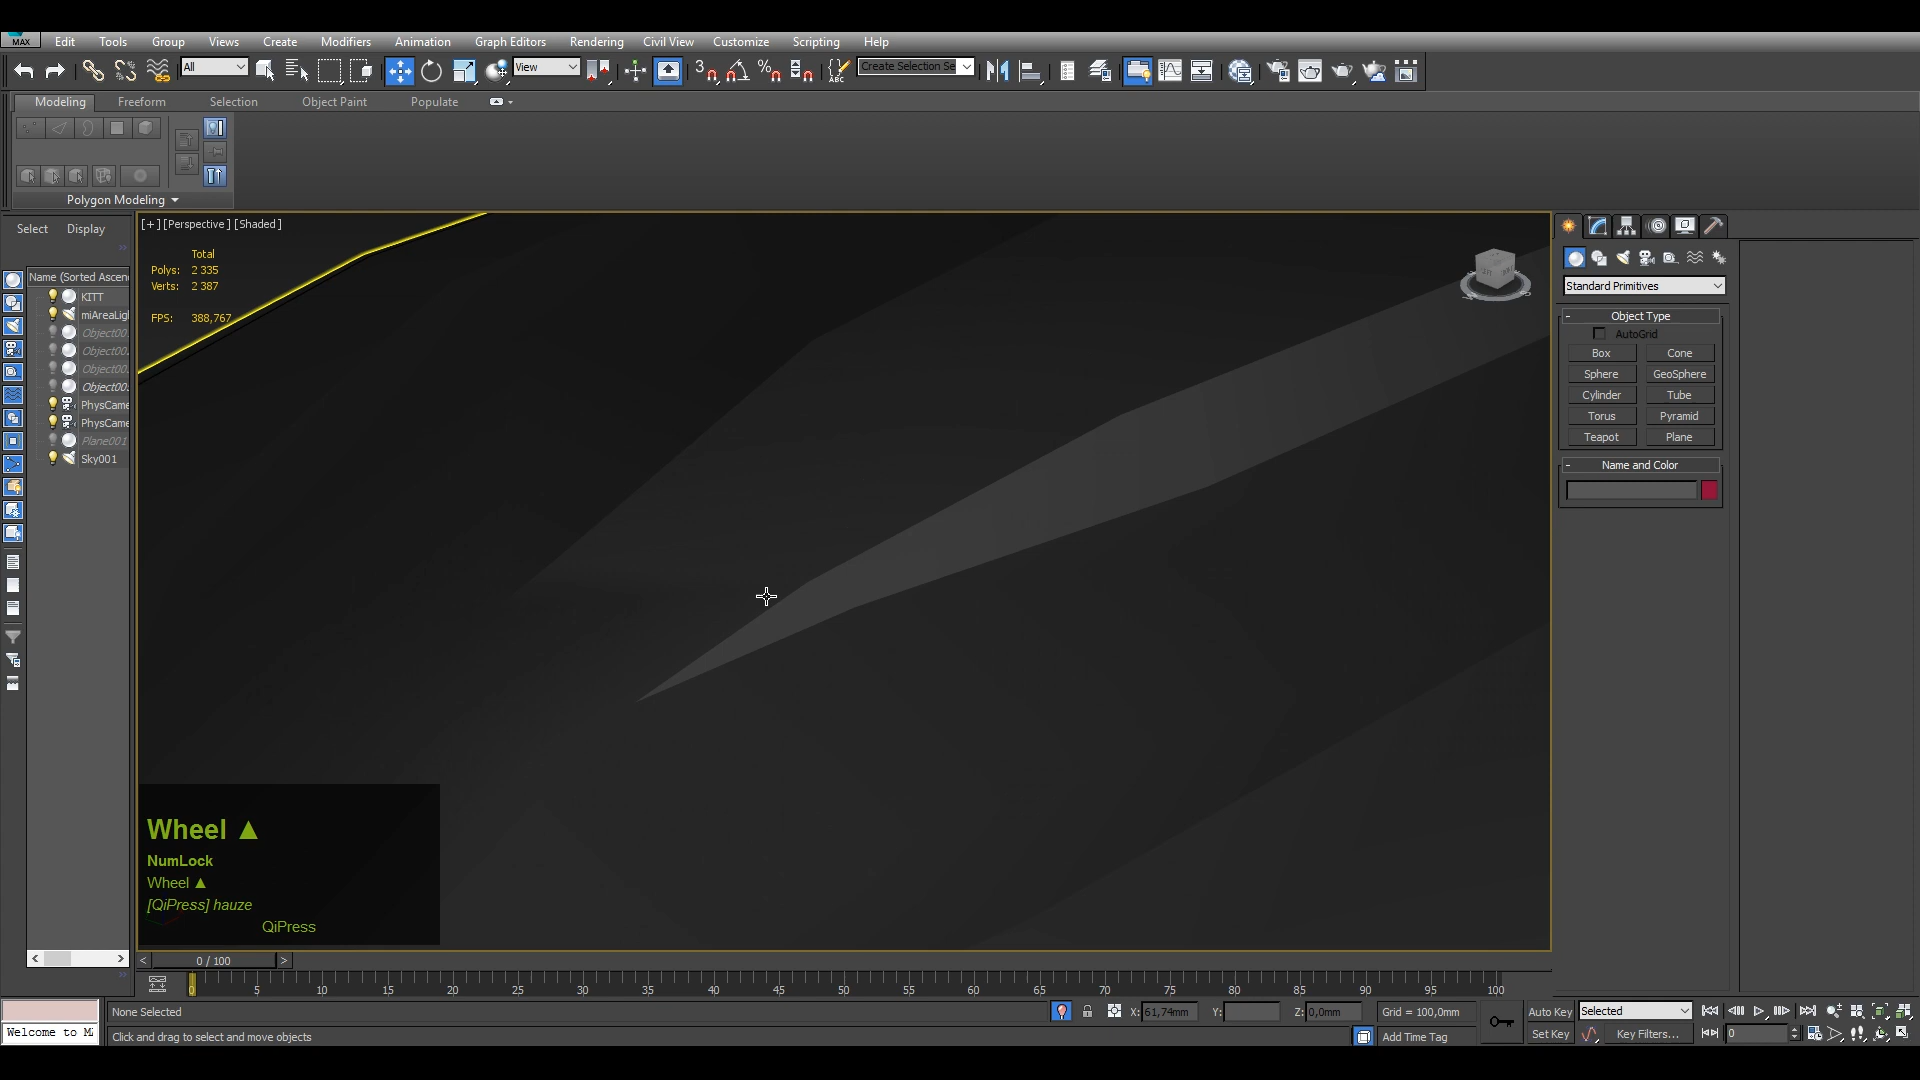 MAX
Edit Tools Group Views Create Modifiers Animation Graph Editors Rendering Civil View Customize Scripting Help
All View 3 Create Selection Se
Modeling Freeform Selection Object Paint Populate
Polygon Modeling
Select Display
[+] [Perspective] [Shaded]
Total
Polys: 2 335
Verts: 2 387
FPS: 388,767
Name (Sorted Ascen
KITT
miAreaLig
Object00
Object00
Object00
Object00
PhysCame
PhysCame
Plane001
Sky001
Standard Primitives
- Object Type
AutoGrid
Box Cone
Sphere GeoSphere
Cylinder Tube
Torus Pyramid
Teapot Plane
- Name and Color
Wheel ▲
NumLock
Wheel ▲
[QiPress] hauze
QiPress
< 0 / 100 >
0 5 10 15 20 25 30 35 40 45 50 55 60 65 70 75 80 85 90 95 100
None Selected X: 61,74mm Y: Z: 0,0mm Grid = 100,0mm Auto Key Selected
Welcome to M Click and drag to select and move objects Add Time Tag Set Key Key Filters... 0